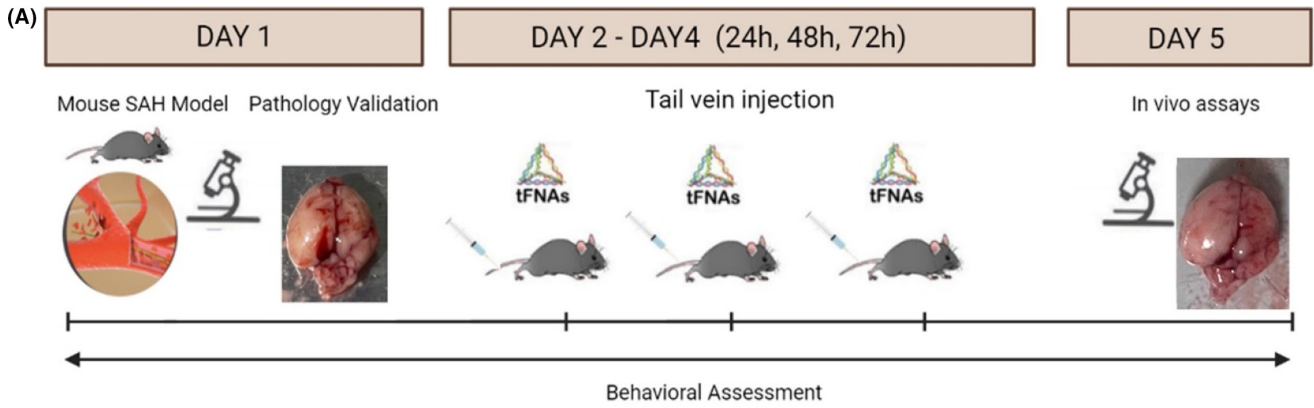 (A)
DAY 1
DAY 2 - DAY4 (24h, 48h, 72h)
DAY 5
Mouse SAH Model
Pathology Validation
Tail vein injection
In vivo assays
tFNAs
tFNAs
tFNAs
Behavioral Assessment